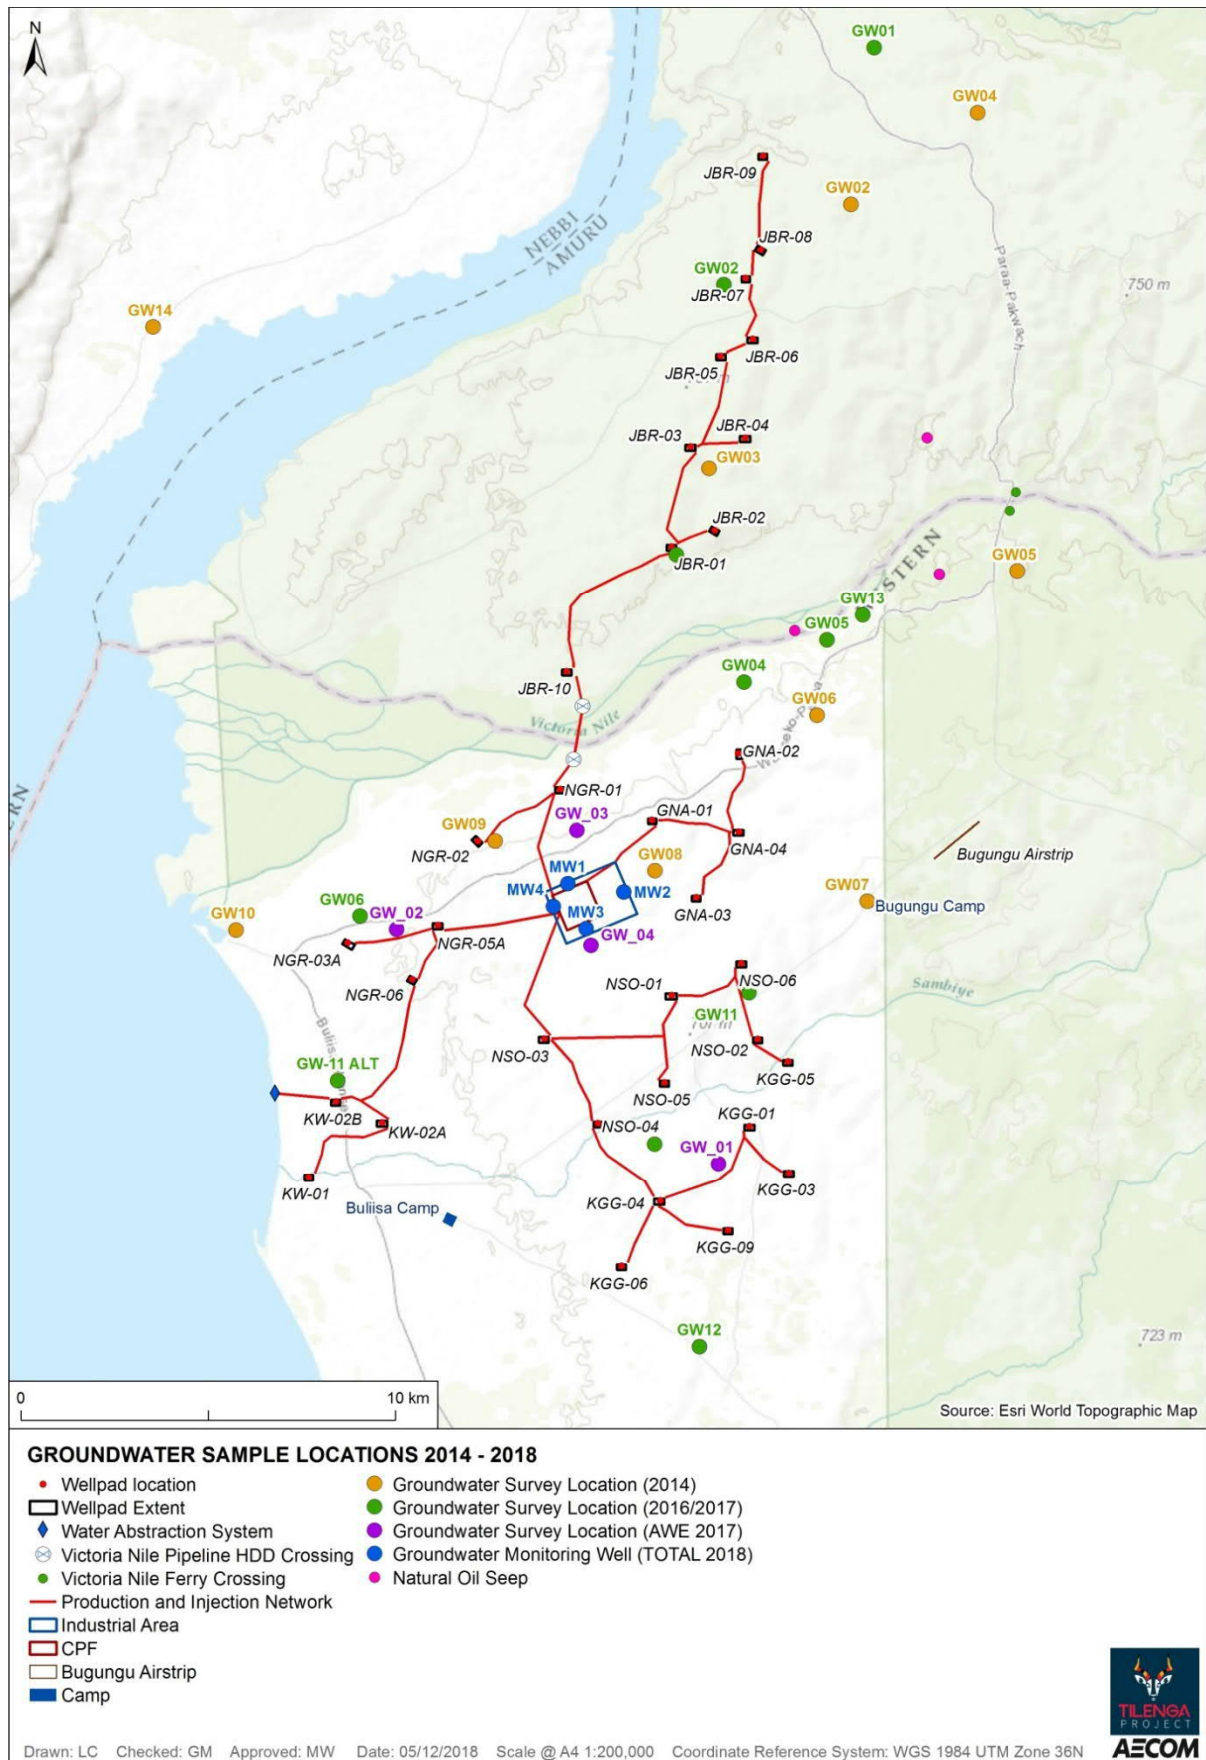 N
GW01
GW04
JBR-09
GW02
NEBBI
AMURU
JBR-08
GW02
JBR-07
Paraa-Pakwach
750 m
GW14
JBR-06
JBR-05
JBR-04
JBR-03
GW03
JBR-02
JBR-01
GW05
GW13
GW05
GW04
JBR-10
GW06
Victoria Nile
GNA-02
NGR-01
GNA-01
GW_03
GW09
NGR-02
GNA-04
Bugungu Airstrip
GW08
MW1
MW2
MW4
GW07
Bugungu Camp
GW06
GW_02
MW3
GNA-03
GW10
GW_04
NGR-05A
NGR-03A
NGR-06
NSO-01
NSO-06
Sambiye
GW11
NSO-03
NSO-02
GW-11 ALT
KGG-05
NSO-05
KW-02B
KW-02A
NSO-04
KGG-01
GW_01
KW-01
KGG-03
Buliisa Camp
KGG-04
KGG-09
KGG-06
GW12
723 m
0 10 km
Source: Esri World Topographic Map
GROUNDWATER SAMPLE LOCATIONS 2014 - 2018
Wellpad location
Wellpad Extent
Water Abstraction System
Victoria Nile Pipeline HDD Crossing
Victoria Nile Ferry Crossing
Production and Injection Network
Industrial Area
CPF
Bugungu Airstrip
Camp
Groundwater Survey Location (2014)
Groundwater Survey Location (2016/2017)
Groundwater Survey Location (AWE 2017)
Groundwater Monitoring Well (TOTAL 2018)
Natural Oil Seep
TILENGA
PROJECT
AECOM
Drawn: LC Checked: GM Approved: MW Date: 05/12/2018 Scale @ A4 1:200,000 Coordinate Reference System: WGS 1984 UTM Zone 36N